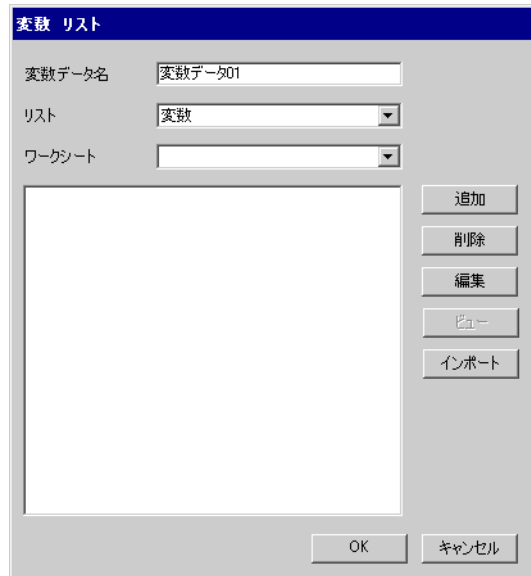 変数 リスト
変数データ名 変数データ01
リスト 変数
ワークシート
追加
削除
編集
ビュー
インポート
OK キャンセル